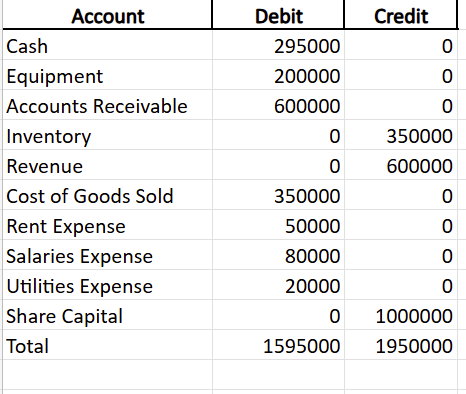 Account Debit Credit
Cash 295000 0
Equipment 200000 0
Accounts Receivable 600000 0
Inventory 0 350000
Revenue 0 600000
Cost of Goods Sold 350000 0
Rent Expense 50000 0
Salaries Expense 80000 0
Utilities Expense 20000 0
Share Capital 0 1000000
Total 1595000 1950000